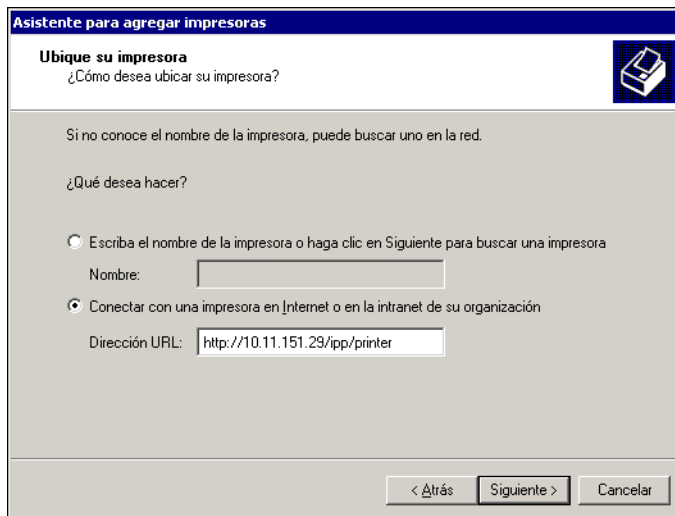 Asistente para agregar impresoras
Ubique su impresora
¿Cómo desea ubicar su impresora?
Si no conoce el nombre de la impresora, puede buscar uno en la red.
¿Qué desea hacer?
Escriba el nombre de la impresora o haga clic en Siguiente para buscar una impresora
Nombre:
Conectar con una impresora en Internet o en la intranet de su organización
Dirección URL: http://10.11.151.29/ipp/printer
< Atrás Siguiente > Cancelar